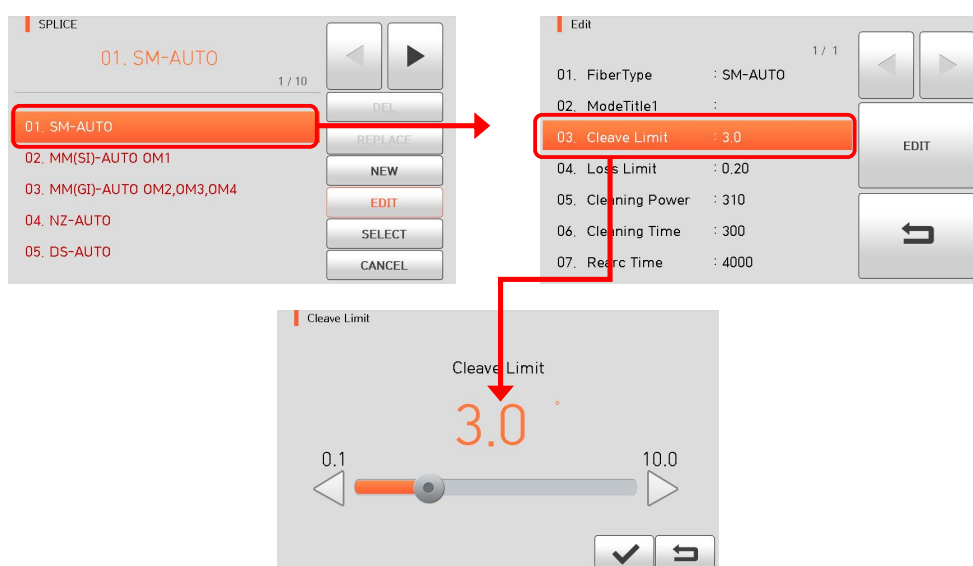 SPLICE
01. SM-AUTO
1 / 10
01. SM-AUTO
02. MM(SI)-AUTO OM1
03. MM(GI)-AUTO OM2,OM3,OM4
04. NZ-AUTO
05. DS-AUTO
DEL
REPLACE
NEW
EDIT
SELECT
CANCEL
Edit
1 / 1
01. FiberType : SM-AUTO
02. ModeTitle1 :
03. Cleave Limit : 3.0
04. Loss Limit : 0.20
05. Cleaning Power : 310
06. Cleaning Time : 300
07. Rearc Time : 4000
EDIT
Cleave Limit
Cleave Limit
3.0 °
0.1 10.0